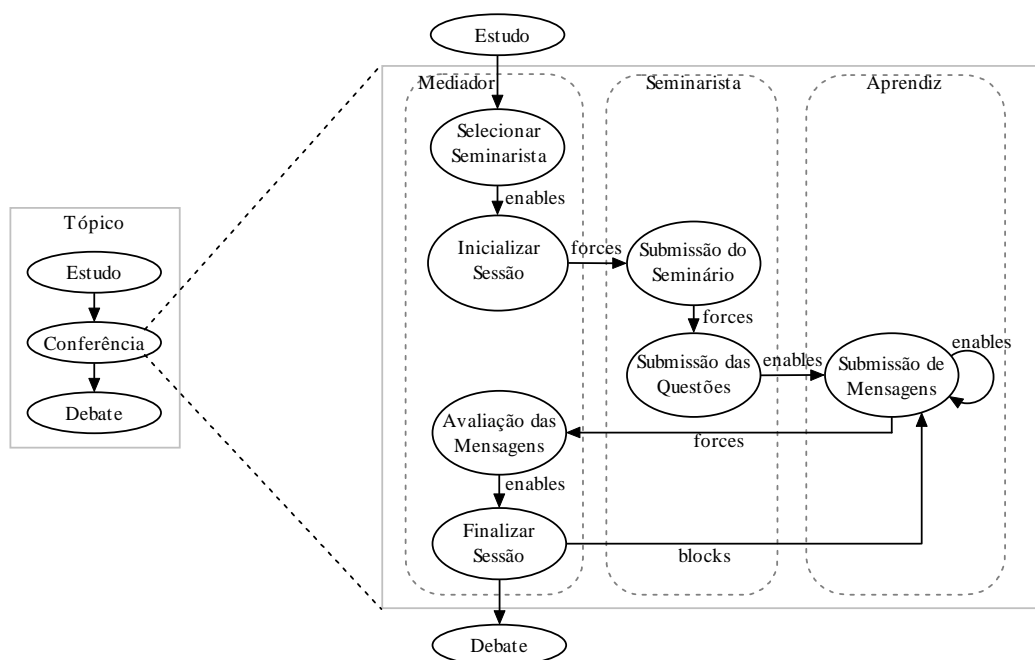 Estudo
Mediador
Seminarista
Aprendiz
Selecionar
Seminarista
enables
Inicializar
Sessão
forces
Submissão do
Seminário
forces
Submissão das
Questões
enables
Submissão de
Mensagens
enables
Avaliação das
Mensagens
forces
enables
Finalizar
Sessão
blocks
Debate
Tópico
Estudo
Conferência
Debate